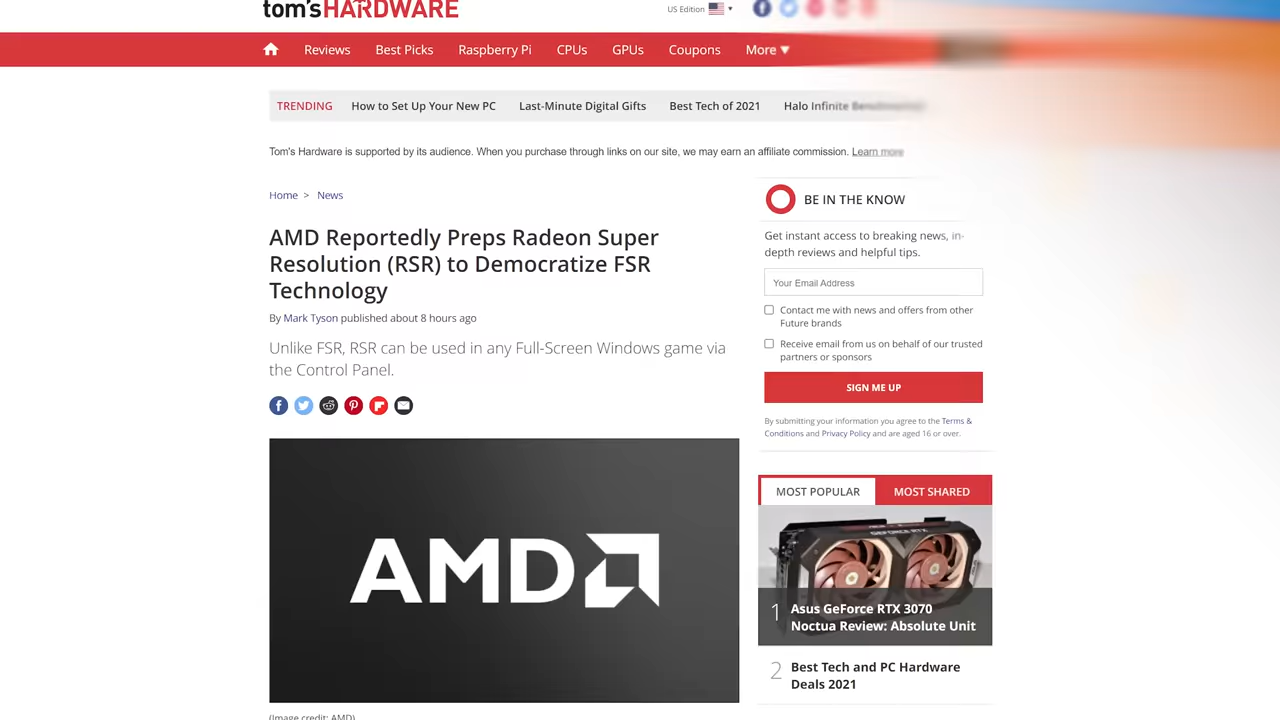 tom's HARDWARE
US Edition
Reviews
Best Picks
Raspberry Pi
CPUs
GPUs
Coupons
More
TRENDING
How to Set Up Your New PC
Last-Minute Digital Gifts
Best Tech of 2021
Halo Infinite
Tom's Hardware is supported by its audience. When you purchase through links on our site, we may earn an affiliate commission. Learn more
Home > News
AMD Reportedly Preps Radeon Super
Resolution (RSR) to Democratize FSR
Technology
By Mark Tyson published about 8 hours ago
Unlike FSR, RSR can be used in any Full-Screen Windows game via
the Control Panel.
AMD
(Image credit: AMD)
BE IN THE KNOW
Get instant access to breaking news, in-
depth reviews and helpful tips.
Your Email Address
Contact me with news and offers from other
Future brands
Receive email from us on behalf of our trusted
partners or sponsors
SIGN ME UP
By submitting your information you agree to the Terms &
Conditions and Privacy Policy and are aged 16 or over.
MOST POPULAR
MOST SHARED
GEFORCE RTX
1
Asus GeForce RTX 3070
Noctua Review: Absolute Unit
2
Best Tech and PC Hardware
Deals 2021